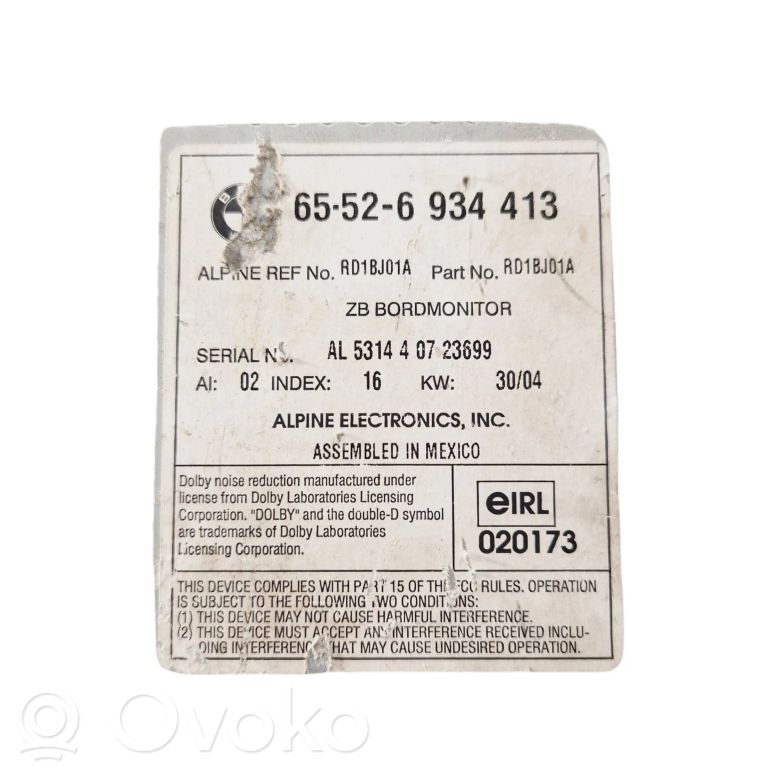 B
65-52-6 934 413
ALPINE REF No. RD1BJ01A Part No. RD1BJ01A
ZB BORDMONITOR
SERIAL N . AL 5314 4 07 23699
AI: 02 INDEX: 16 KW: 30/04
ALPINE ELECTRONICS, INC.
ASSEMBLED IN MEXICO
Dolby noise reduction manufactured under
license from Dolby Laboratories Licensing
Corporation. "DOLBY" and the double-D symbol
are trademarks of Dolby Laboratories
Licensing Corporation.
eIRL
020173
THIS DEVICE COMPLIES WITH PART 15 OF THE FCC RULES. OPERATION
IS SUBJECT TO THE FOLLOWING TWO CONDITIONS:
(1) THIS DEVICE MAY NOT CAUSE HARMFUL INTERFERENCE.
(2) THIS DEVICE MUST ACCEPT ANY INTERFERENCE RECEIVED INCLU-
DING INTERFERENCE THAT MAY CAUSE UNDESIRED OPERATION.
Ovoko